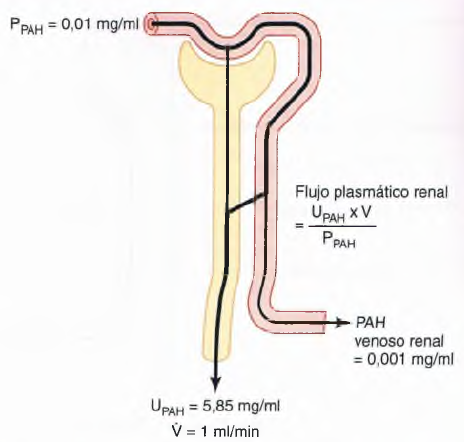 P_PAH = 0,01 mg/ml
Flujo plasmático renal
= U_PAH x V / P_PAH
PAH
venoso renal
= 0,001 mg/ml
U_PAH = 5,85 mg/ml
V̇ = 1 ml/min